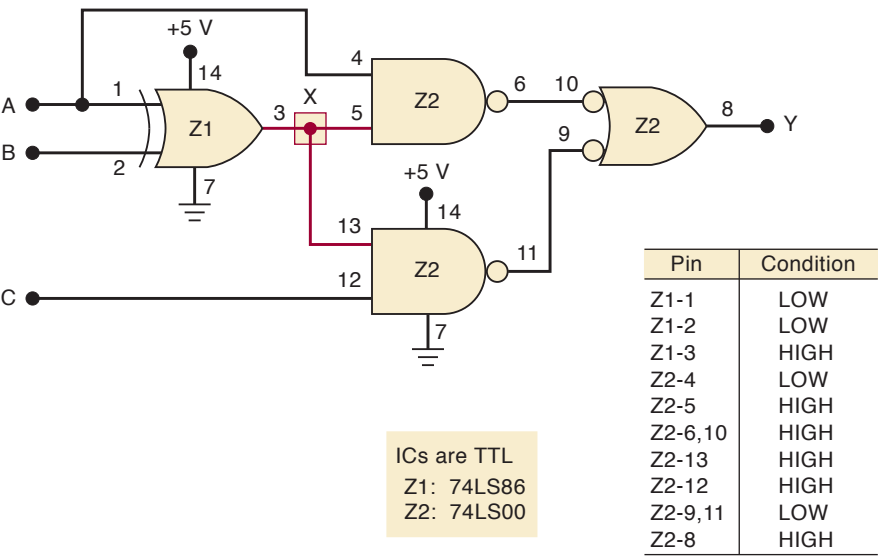 +5 V
14
A
1
Z1
3
X
B
2
7
4
5
Z2
6
10
9
Z2
8
Y
+5 V
14
13
12
Z2
11
C
7
Pin Condition
Z1-1 LOW
Z1-2 LOW
Z1-3 HIGH
Z2-4 LOW
Z2-5 HIGH
Z2-6,10 HIGH
Z2-13 HIGH
Z2-12 HIGH
Z2-9,11 LOW
Z2-8 HIGH
ICs are TTL
Z1: 74LS86
Z2: 74LS00